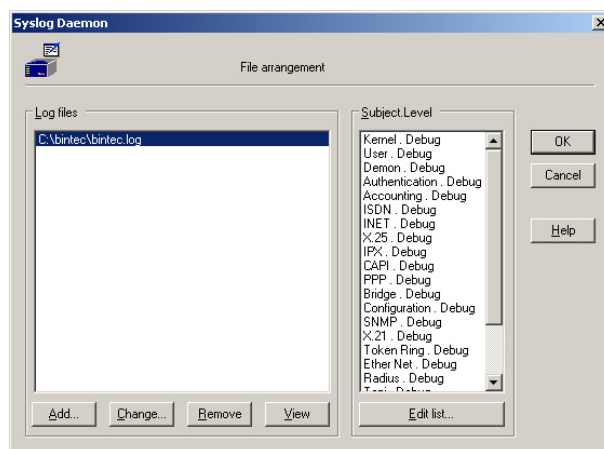 Syslog Daemon
File arrangement
Log files
C:\bintec\bintec.log
Add...
Change...
Remove
View
Subject.Level
Kernel . Debug
User . Debug
Demon . Debug
Authentication . Debug
Accounting . Debug
ISDN . Debug
INET . Debug
X.25 . Debug
IPX . Debug
CAPI . Debug
PPP . Debug
Bridge . Debug
Configuration . Debug
SNMP . Debug
X.21 . Debug
Token Ring . Debug
Ether Net . Debug
Radius . Debug
Edit list...
OK
Cancel
Help